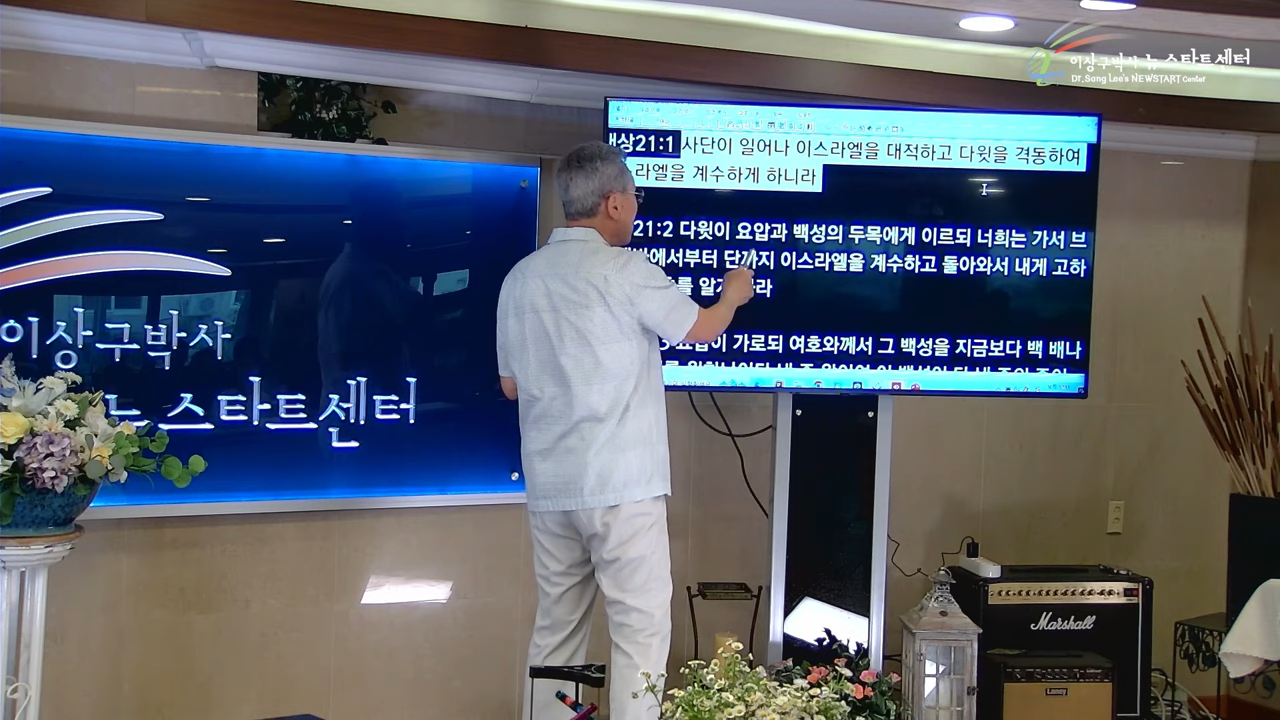 이상구박사 뉴스타트센터
Dr. Sang Lee's NEWSTART Center
대상21:1 사단이 일어나 이스라엘을 대적하고 다윗을 격동하여
라엘을 계수하게 하니라
21:2 다윗이 요압과 백성의 두목에게 이르되 너희는 가서 브
에서부터 단까지 이스라엘을 계수하고 돌아와서 내게 고하
를 알게 하라
요압이 가로되 여호와께서 그 백성을 지금보다 백 배나
이상구박사
뉴스타트센터
Marshall
Laney